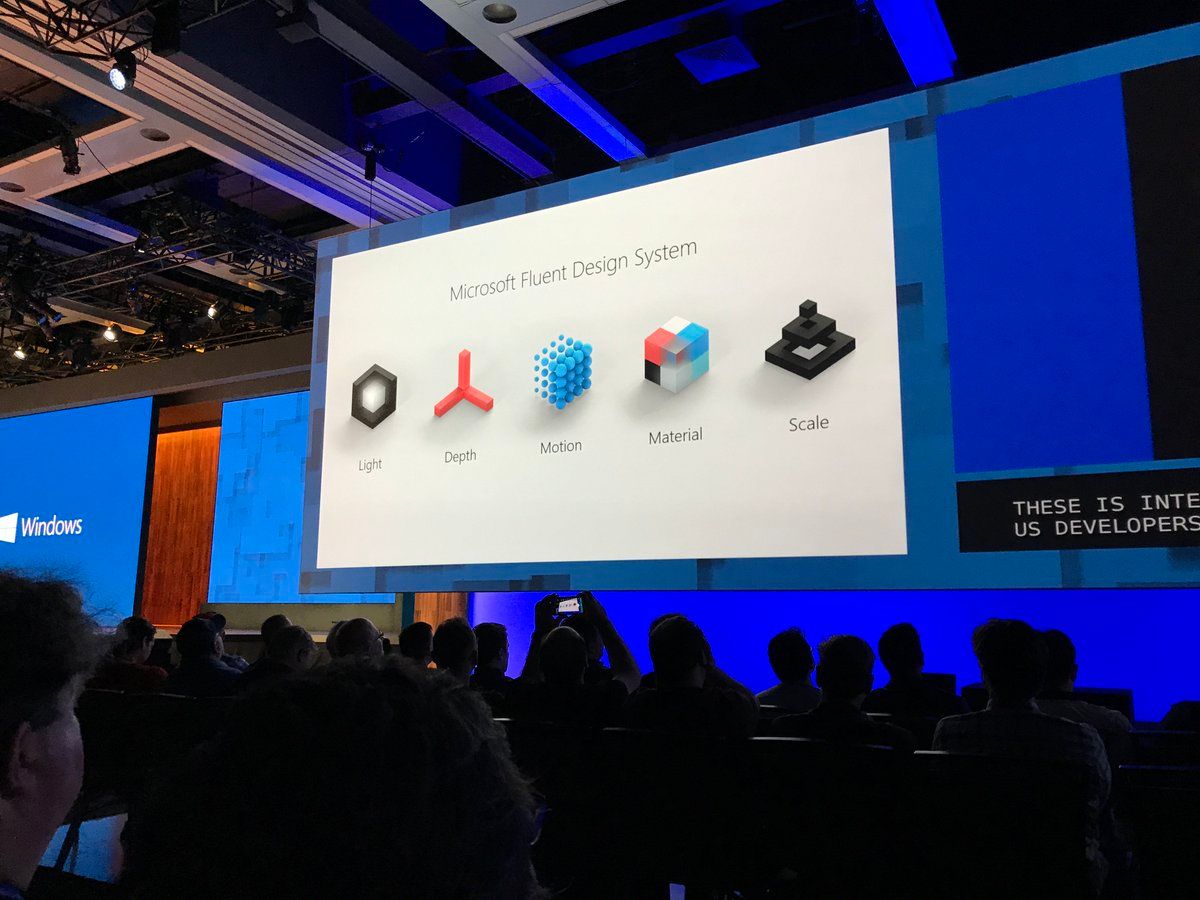 Microsoft Fluent Design System
Light
Depth
Motion
Material
Scale
Windows
THESE IS INTE
US DEVELOPERS